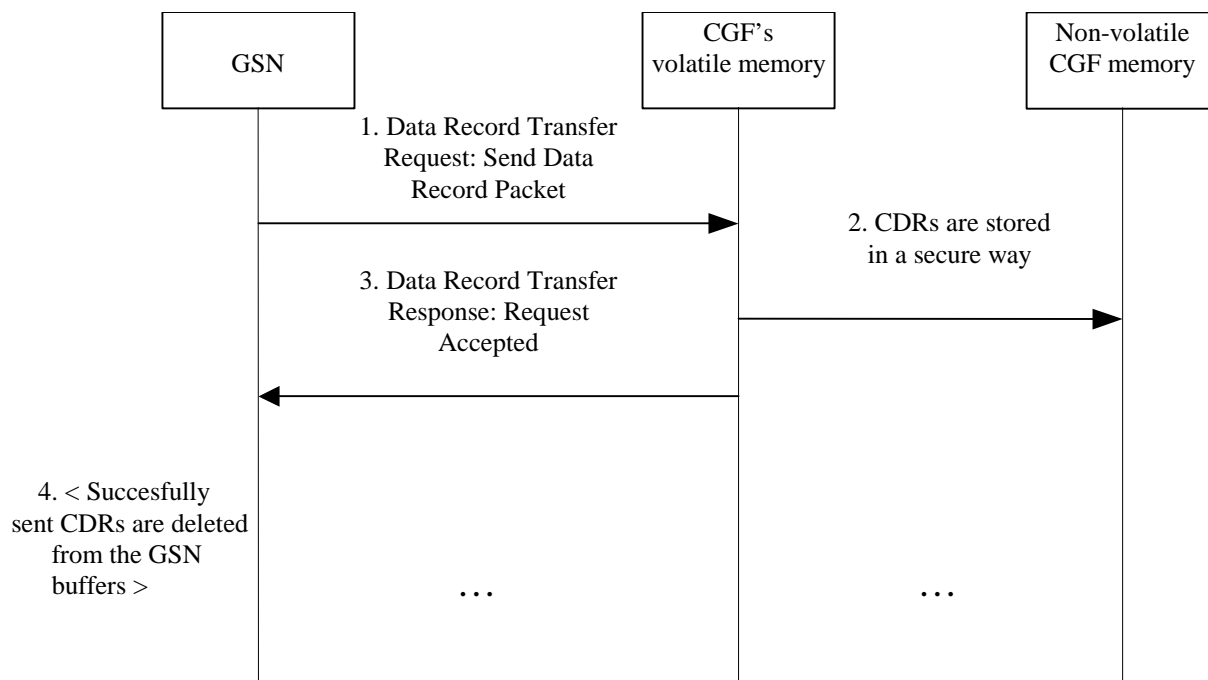 GSN
CGF's
volatile memory
Non-volatile
CGF memory
1. Data Record Transfer
Request: Send Data
Record Packet
2. CDRs are stored
in a secure way
3. Data Record Transfer
Response: Request
Accepted
4. < Succesfully
sent CDRs are deleted
from the GSN
buffers >
...
...